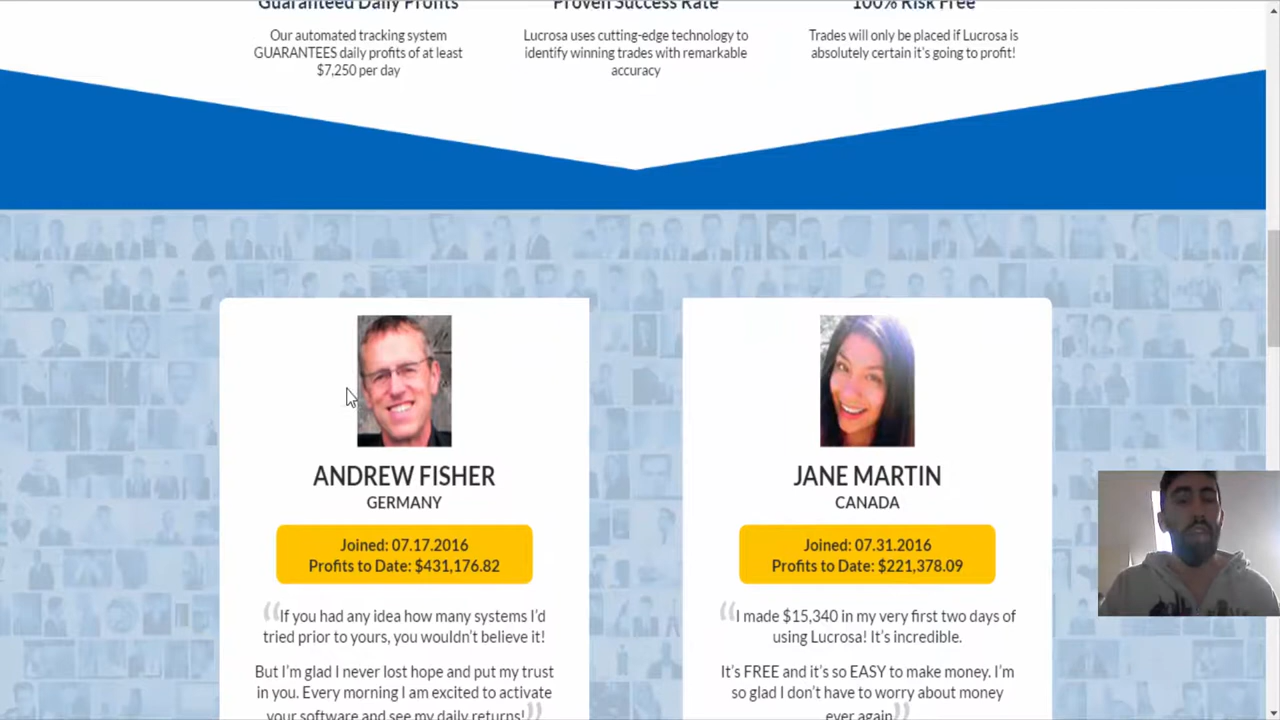 Guaranteed Daily Profits
Proven Success Rate
100% Risk Free
Our automated tracking system
GUARANTEES daily profits of at least
$7,250 per day
Lucrosa uses cutting-edge technology to
identify winning trades with remarkable
accuracy
Trades will only be placed if Lucrosa is
absolutely certain it's going to profit!
ANDREW FISHER
GERMANY
Joined: 07.17.2016
Profits to Date: $431,176.82
“If you had any idea how many systems I'd
tried prior to yours, you wouldn't believe it!
But I'm glad I never lost hope and put my trust
in you. Every morning I am excited to activate
your software and see my daily returns!”
JANE MARTIN
CANADA
Joined: 07.31.2016
Profits to Date: $221,378.09
“I made $15,340 in my very first two days of
using Lucrosa! It's incredible.
It's FREE and it's so EASY to make money. I'm
so glad I don't have to worry about money
ever again”